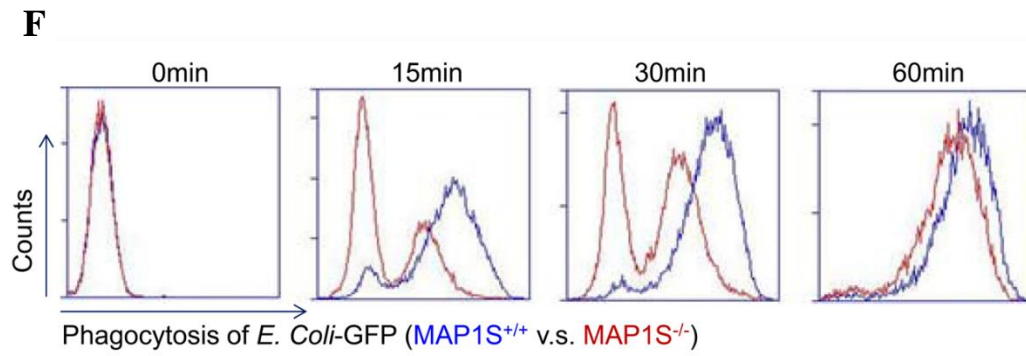 F
0min 15min 30min 60min
Counts
Phagocytosis of E. Coli-GFP (MAP1S+/+ v.s. MAP1S-/-)